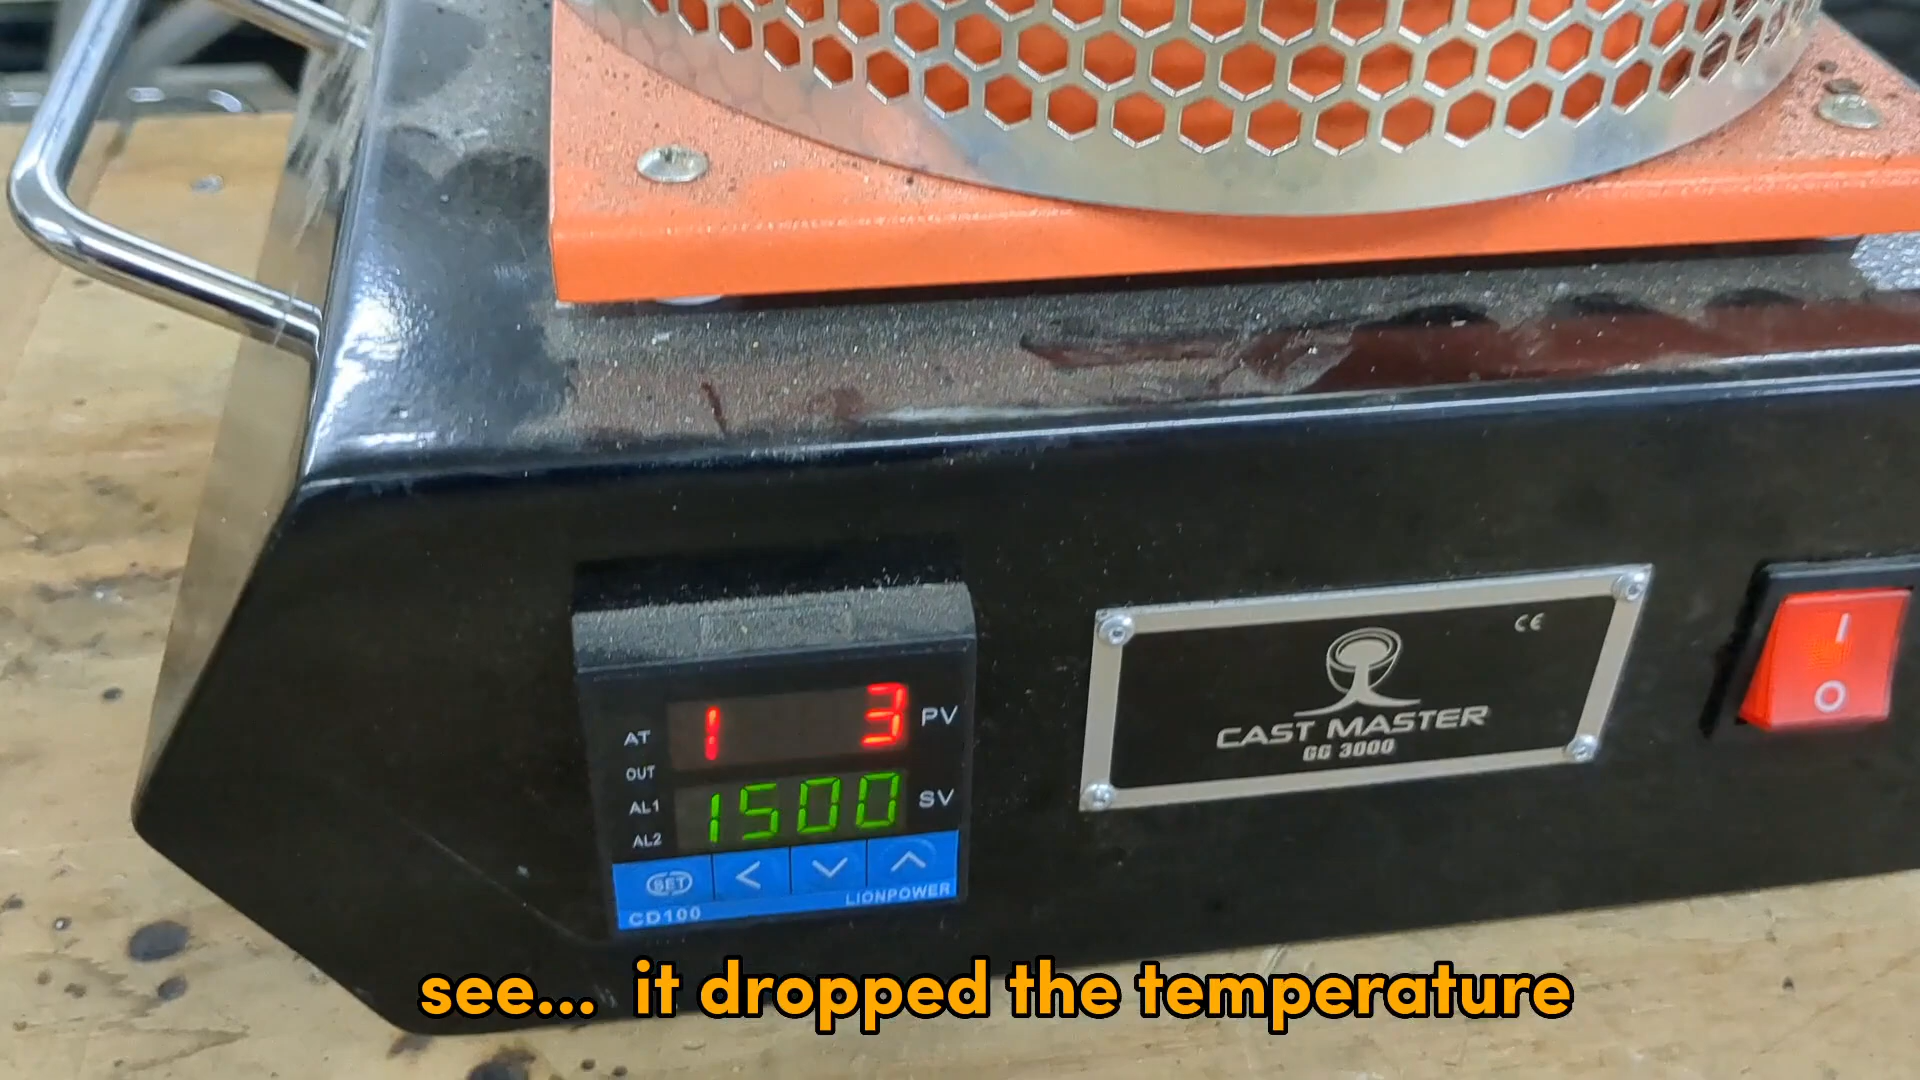 1 3 PV
AT
OUT
AL1
AL2
1500 SV
SET < ∨ ∧
LIONPOWER
CD100
CE
CAST MASTER
GG 3000
I
O
see... it dropped the temperature